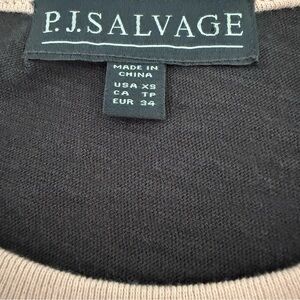 P.J.SALVAGE
MADE IN
CHINA
USA XS
CA TP
EUR 34